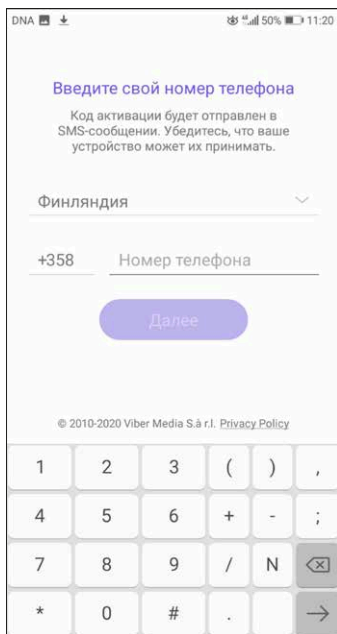 DNA 50% 11:20
Введите свой номер телефона
Код активации будет отправлен в
SMS-сообщении. Убедитесь, что ваше
устройство может их принимать.
Финляндия
+358 Номер телефона
Далее
© 2010-2020 Viber Media S.à r.l. Privacy Policy
1 2 3 ( ) ,
4 5 6 + - ;
7 8 9 / N
* 0 # .